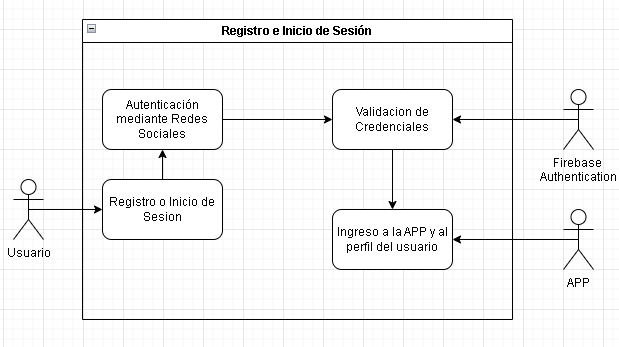 Registro e Inicio de Sesión
Autenticación
mediante Redes
Sociales
Validacion de
Credenciales
Firebase
Authentication
Registro o Inicio de
Sesion
Usuario
Ingreso a la APP y al
perfil del usuario
APP